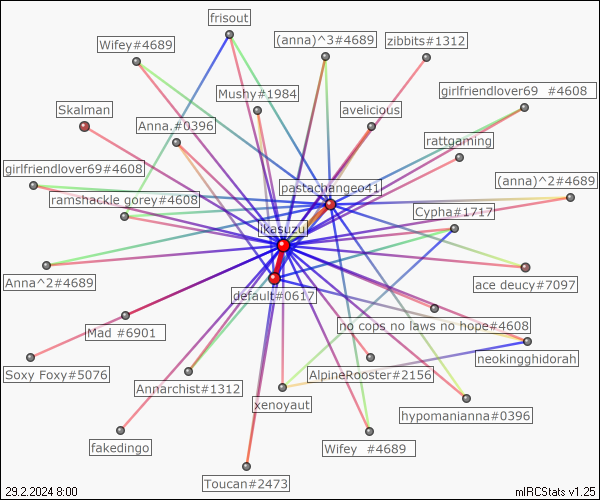 frisout
Wifey#4689
(anna)^3#4689
zibbits#1312
Mushy#1984
girlfriendlover69 #4608
Skalman
Anna.#0396
avelicious
rattgaming
girlfriendlover69#4608
pastachangeo41
(anna)^2#4689
ramshackle gorey#4608
Cypha#1717
ikasuzu
Anna^2#4689
ace deucy#7097
default#0617
Mad #6901
no cops no laws no hope#4608
neokingghidorah
Soxy Foxy#5076
AlpineRooster#2156
Annarchist#1312
xenoyaut
hypomanianna#0396
fakedingo
Wifey #4689
Toucan#2473
29.2.2024 8:00
mIRCStats v1.25